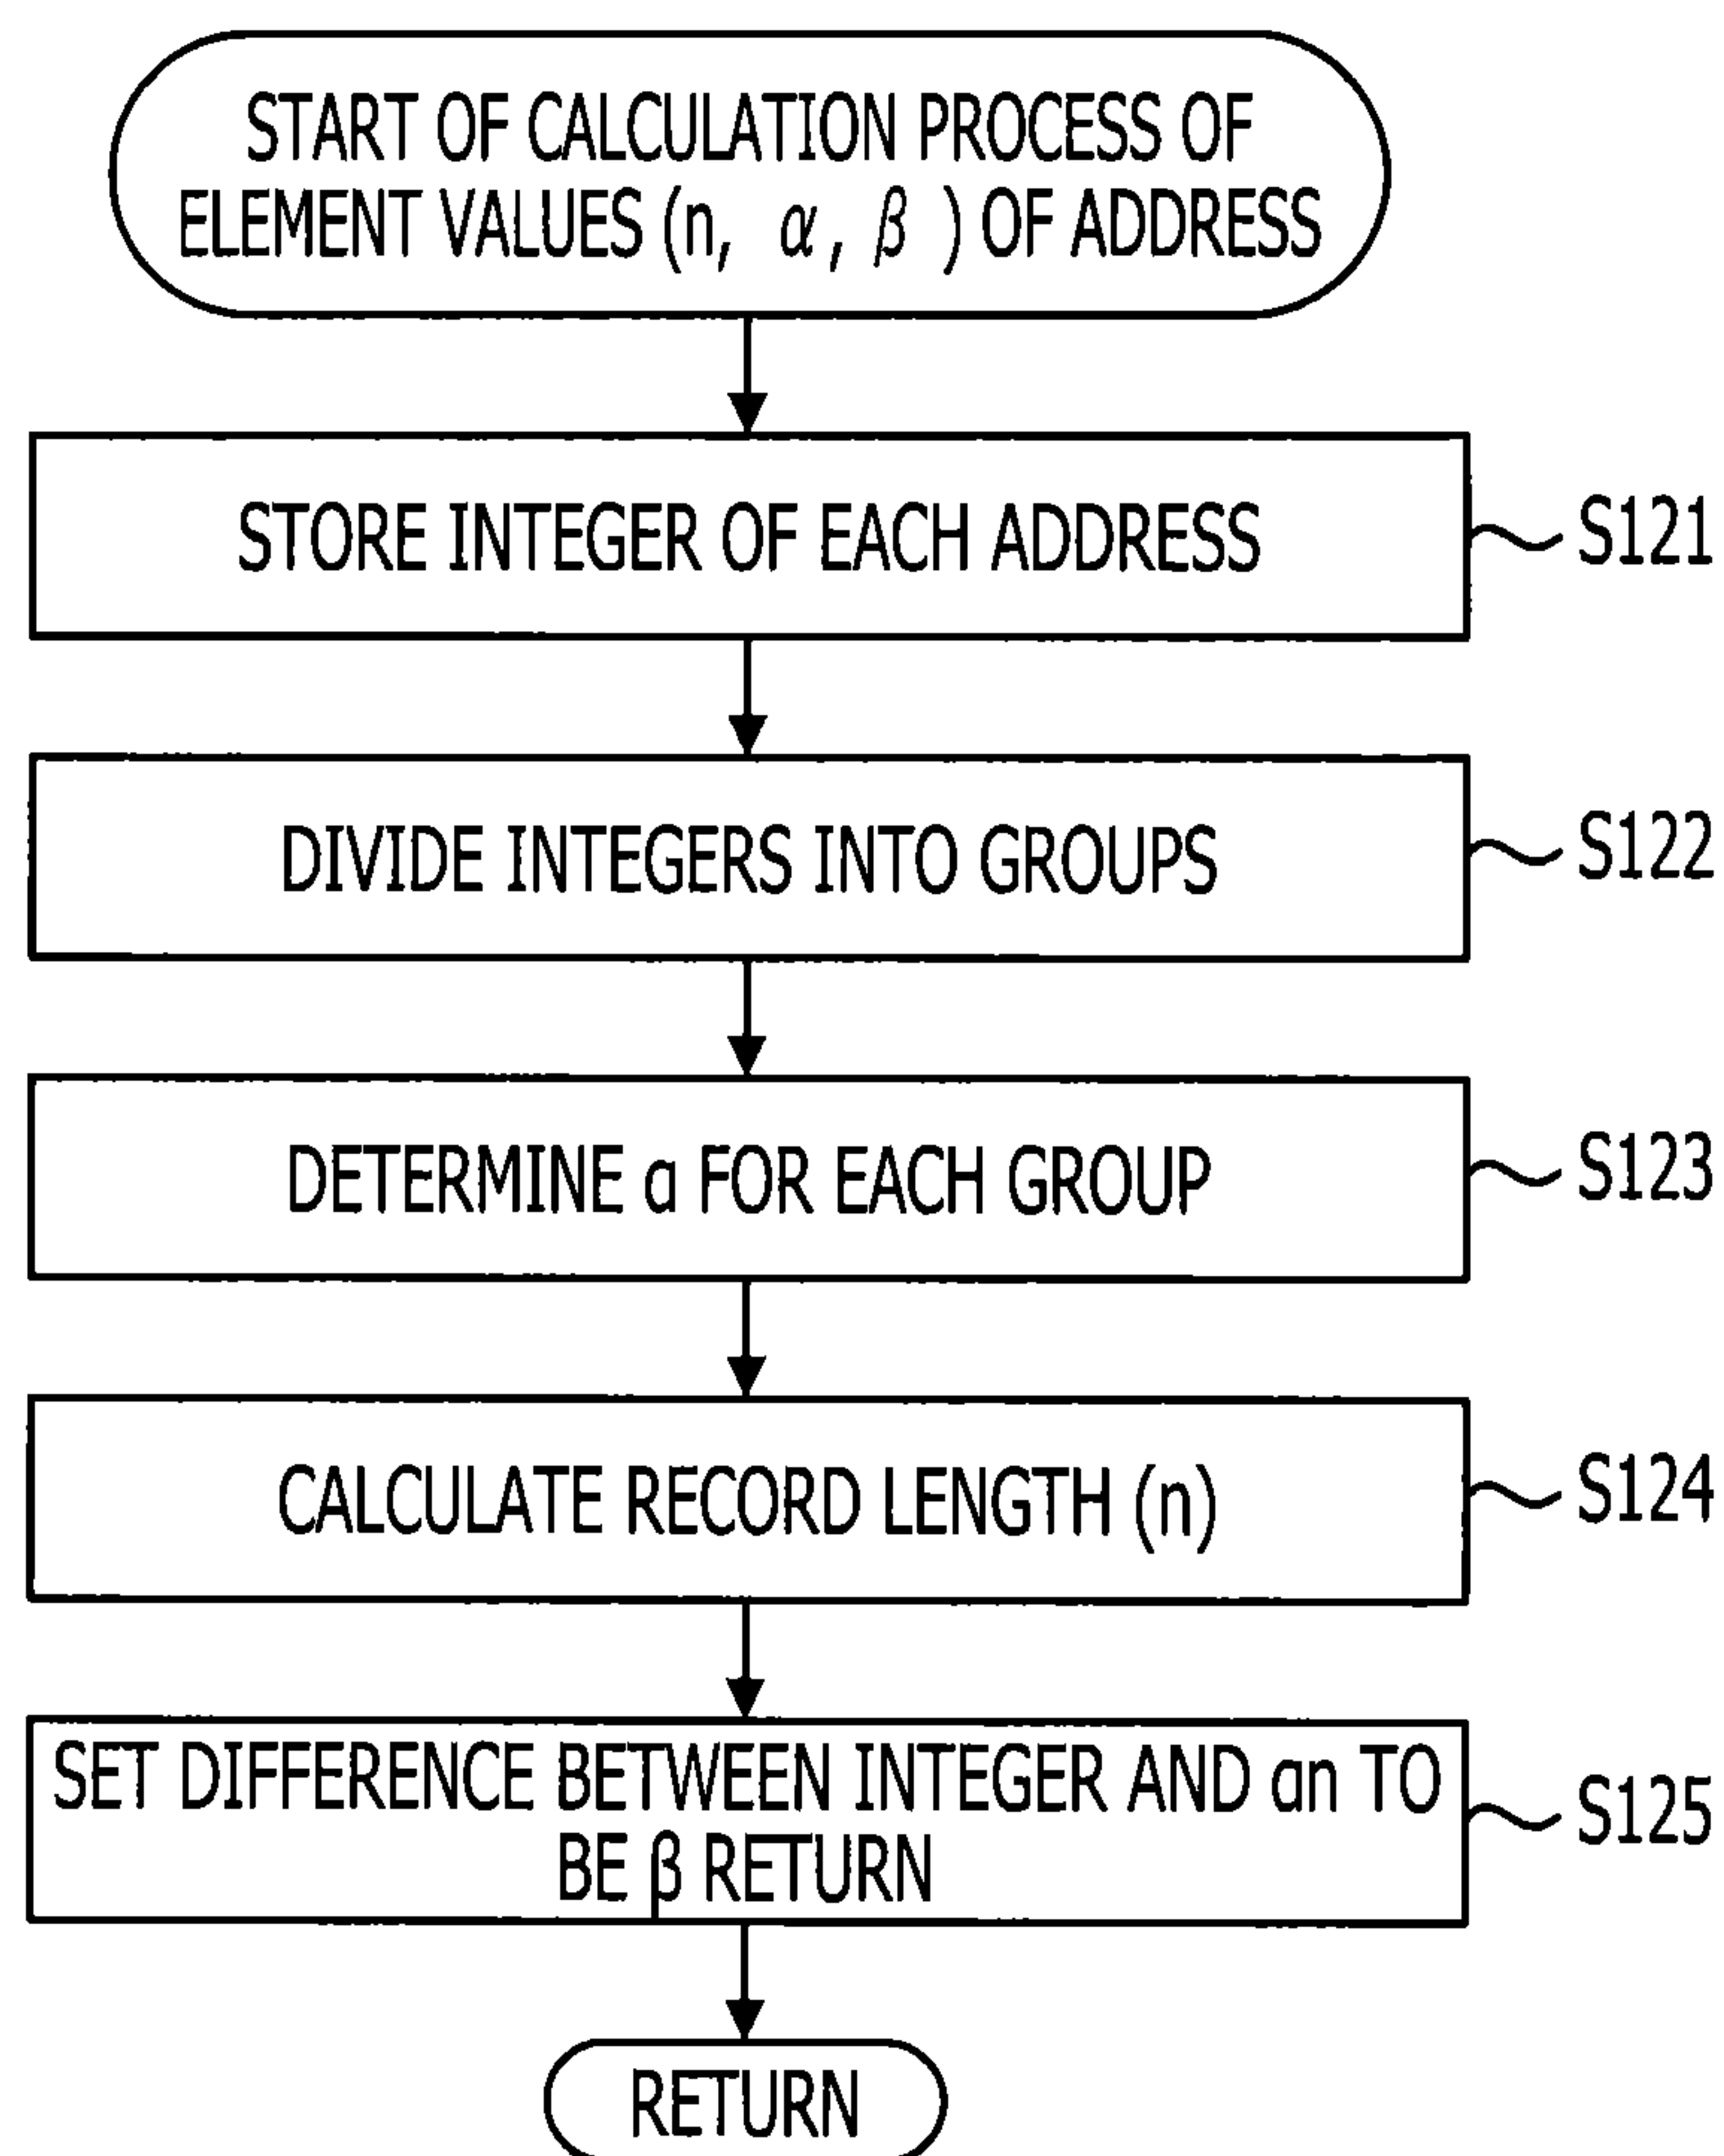 START OF CALCULATION PROCESS OF
ELEMENT VALUES (n, α, β) OF ADDRESS
STORE INTEGER OF EACH ADDRESS
S121
DIVIDE INTEGERS INTO GROUPS
S122
DETERMINE α FOR EACH GROUP
S123
CALCULATE RECORD LENGTH (n)
S124
SET DIFFERENCE BETWEEN INTEGER AND αn TO
BE β RETURN
S125
RETURN